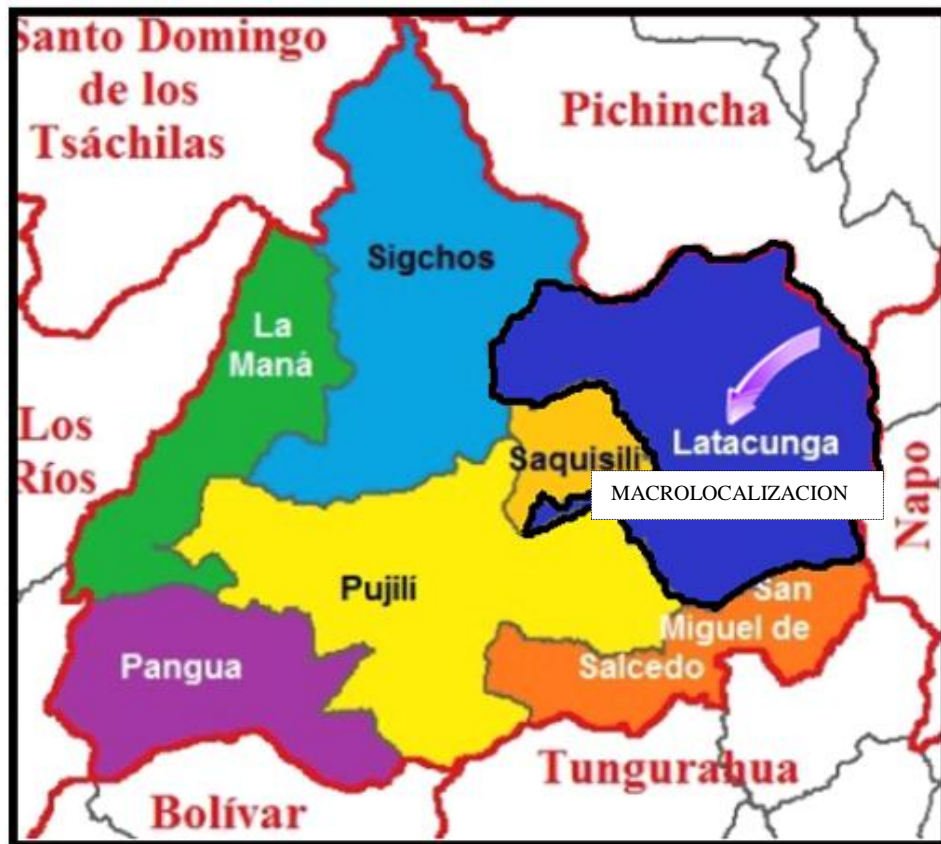 Santo Domingo
de los
Tsáchilas
Pichincha
Sigchos
La
Maná
Los
Ríos
Latacunga
Saquisilí
MACROLOCALIZACION
Napo
Pujilí
San
Miguel de
Salcedo
Pangua
Tungurahua
Bolívar